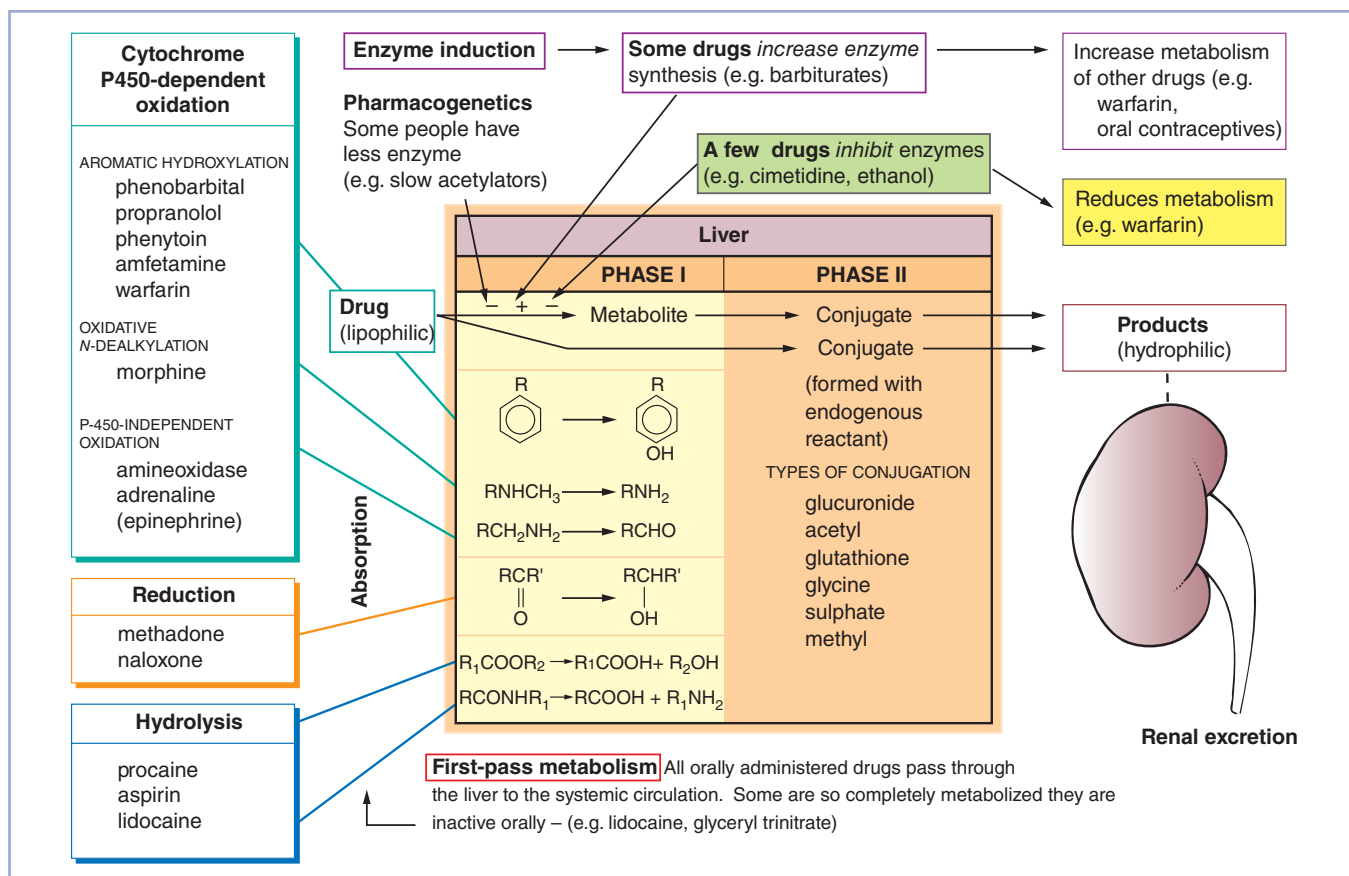 Cytochrome
P450-dependent
oxidation
AROMATIC HYDROXYLATION
phenobarbital
propranolol
phenytoin
amfetamine
warfarin
OXIDATIVE
N-DEALKYLATION
morphine
P-450-INDEPENDENT
OXIDATION
amineoxidase
adrenaline
(epinephrine)
Reduction
methadone
naloxone
Hydrolysis
procaine
aspirin
lidocaine
Enzyme induction
Some drugs increase enzyme
synthesis (e.g. barbiturates)
Increase metabolism
of other drugs (e.g.
warfarin,
oral contraceptives)
Pharmacogenetics
Some people have
less enzyme
(e.g. slow acetylators)
A few drugs inhibit enzymes
(e.g. cimetidine, ethanol)
Reduces metabolism
(e.g. warfarin)
Drug
(lipophilic)
Absorption
Liver
PHASE I
PHASE II
– + –
Metabolite
Conjugate
Conjugate
(formed with
endogenous
reactant)
TYPES OF CONJUGATION
glucuronide
acetyl
glutathione
glycine
sulphate
methyl
R
R
OH
RNHCH₃ → RNH₂
RCH₂NH₂ → RCHO
RCR' → RCHR'
O
OH
R₁COOR₂ → R1COOH+ R₂OH
RCONHR₁ → RCOOH + R₁NH₂
Products
(hydrophilic)
Renal excretion
First-pass metabolism All orally administered drugs pass through
the liver to the systemic circulation. Some are so completely metabolized they are
inactive orally – (e.g. lidocaine, glyceryl trinitrate)